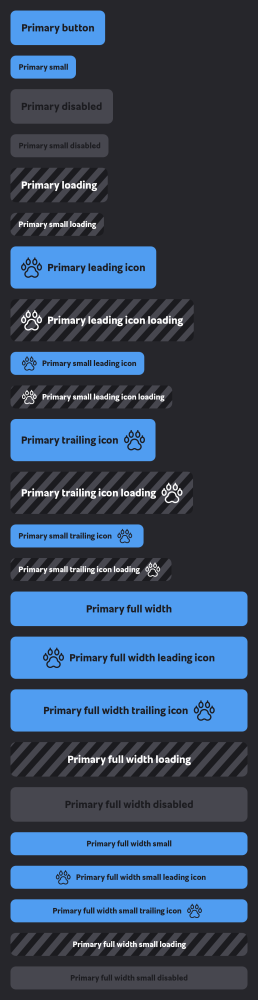 Primary button
Primary small
Primary disabled
Primary small disabled
Primary loading
Primary small loading
Primary leading icon
Primary leading icon loading
Primary small leading icon
Primary small leading icon loading
Primary trailing icon
Primary trailing icon loading
Primary small trailing icon
Primary small trailing icon loading
Primary full width
Primary full width leading icon
Primary full width trailing icon
Primary full width loading
Primary full width disabled
Primary full width small
Primary full width small leading icon
Primary full width small trailing icon
Primary full width small loading
Primary full width small disabled